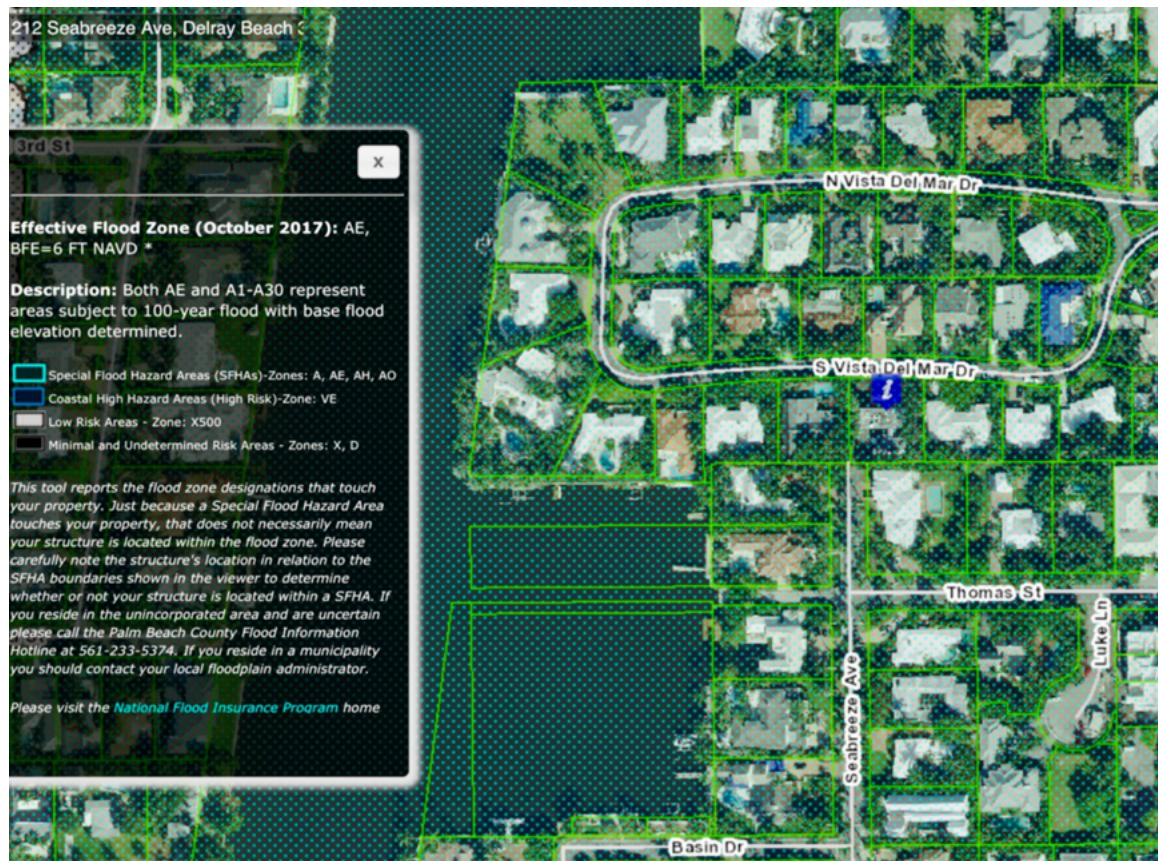 212 Seabreeze Ave, Delray Beach
3rd St
x
Effective Flood Zone (October 2017): AE,
BFE=6 FT NAVD *
Description: Both AE and A1-A30 represent
areas subject to 100-year flood with base flood
elevation determined.
Special Flood Hazard Areas (SFHAs)-Zones: A, AE, AH, AO
Coastal High Hazard Areas (High Risk)-Zone: VE
Low Risk Areas - Zone: X500
Minimal and Undetermined Risk Areas - Zones: X, D
This tool reports the flood zone designations that touch
your property. Just because a Special Flood Hazard Area
touches your property, that does not necessarily mean
your structure is located within the flood zone. Please
carefully note the structure's location in relation to the
SFHA boundaries shown in the viewer to determine
whether or not your structure is located within a SFHA. If
you reside in the unincorporated area and are uncertain
please call the Palm Beach County Flood Information
Hotline at 561-233-5374. If you reside in a municipality
you should contact your local floodplain administrator.
Please visit the National Flood Insurance Program home
N Vista Del Mar Dr
S Vista Del Mar Dr
i
Thomas St
Luke Ln
Seabreeze Ave
Basin Dr